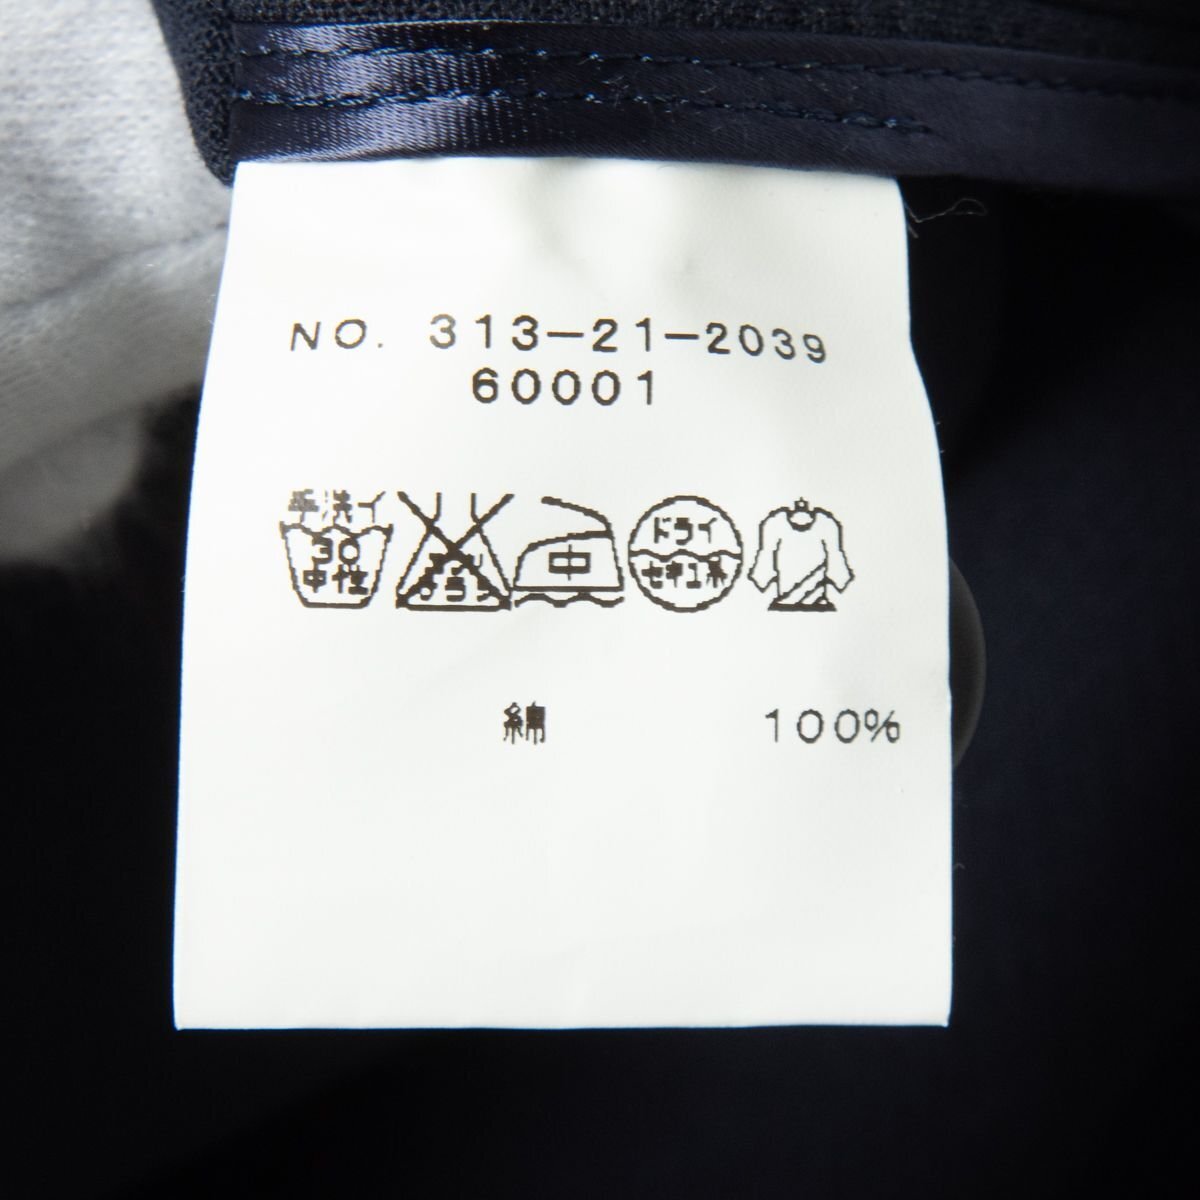 NO. 313-21-2039
60001
手洗イ
30
中性
エンソ
サラシ
中
ドライ
セキユ系
綿 100%